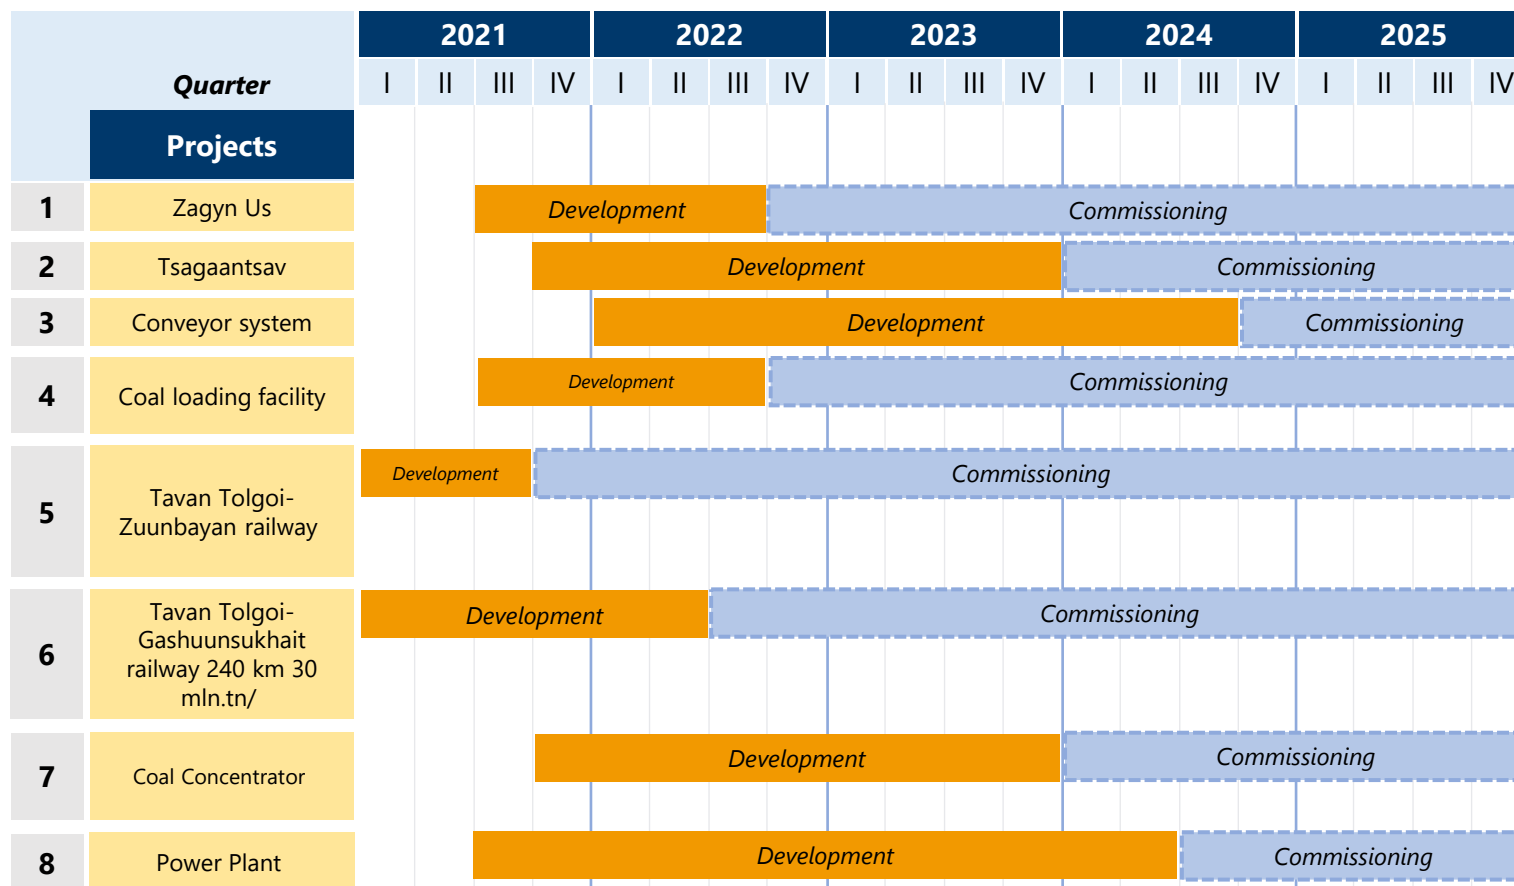 2021 2022 2023 2024 2025
Quarter I II III IV I II III IV I II III IV I II III IV I II III IV
Projects
1 Zagyn Us Development Commissioning
2 Tsagaantsav Development Commissioning
3 Conveyor system Development Commissioning
4 Coal loading facility Development Commissioning
5 Tavan Tolgoi-
Zuunbayan railway Development Commissioning
6 Tavan Tolgoi-
Gashuunsukhait
railway 240 km 30
mln.tn/ Development Commissioning
7 Coal Concentrator Development Commissioning
8 Power Plant Development Commissioning